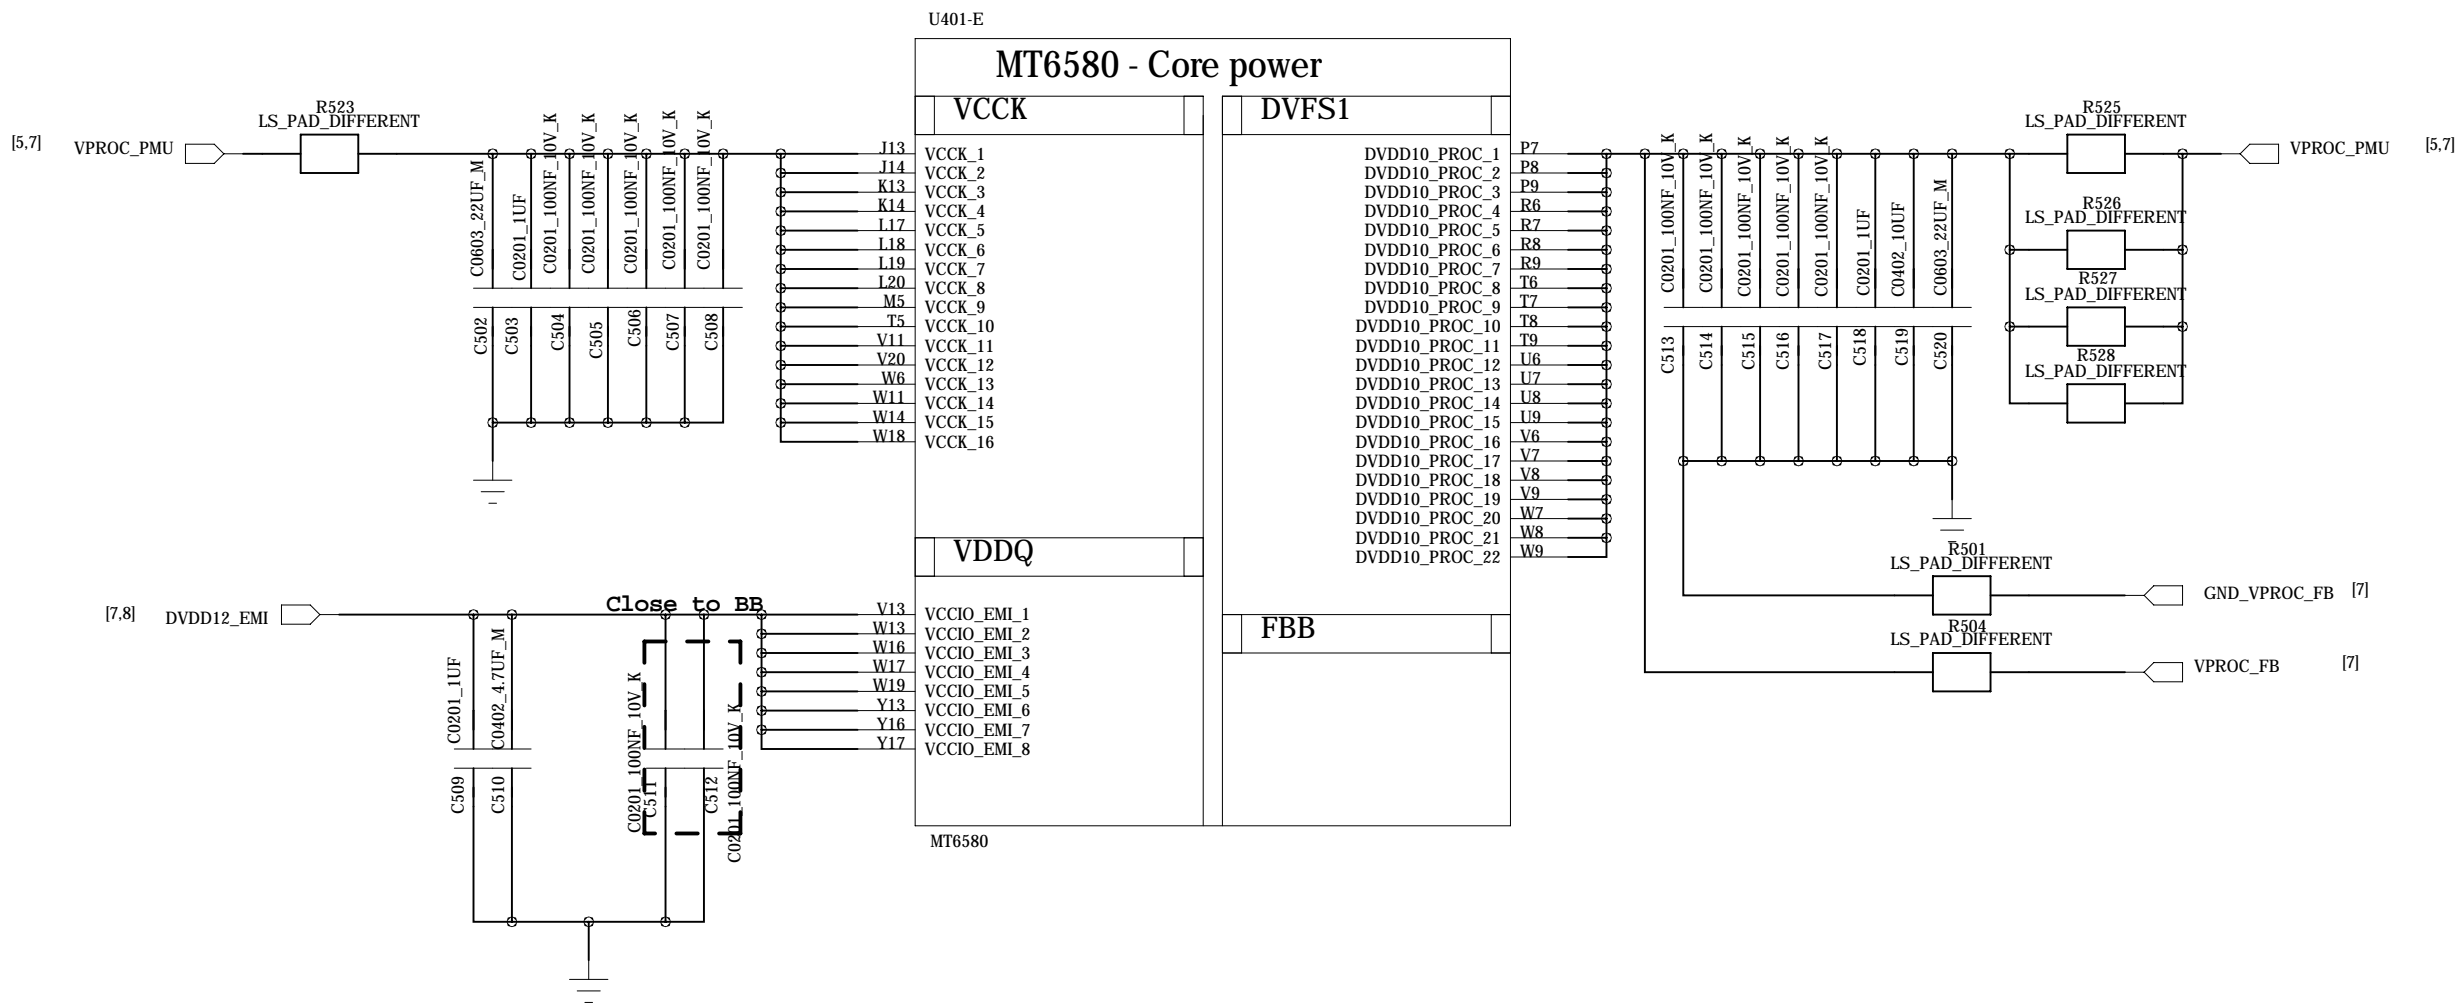 U401-E
MT6580 - Core power
VCCK
DVFS1
VDDQ
FBB
MT6580
[5,7]
VPROC_PMU
R523
LS_PAD_DIFFERENT
C0603_22UF_M
C0201_1UF
C0201_100NF_10V_K
C0201_100NF_10V_K
C0201_100NF_10V_K
C0201_100NF_10V_K
C0201_100NF_10V_K
C502
C503
C504
C505
C506
C507
C508
J13 VCCK_1
J14 VCCK_2
K13 VCCK_3
K14 VCCK_4
L17 VCCK_5
L18 VCCK_6
L19 VCCK_7
L20 VCCK_8
M5 VCCK_9
T5 VCCK_10
V11 VCCK_11
V20 VCCK_12
W6 VCCK_13
W11 VCCK_14
W14 VCCK_15
W18 VCCK_16
DVDD10_PROC_1 P7
DVDD10_PROC_2 P8
DVDD10_PROC_3 P9
DVDD10_PROC_4 R6
DVDD10_PROC_5 R7
DVDD10_PROC_6 R8
DVDD10_PROC_7 R9
DVDD10_PROC_8 T6
DVDD10_PROC_9 T7
DVDD10_PROC_10 T8
DVDD10_PROC_11 T9
DVDD10_PROC_12 U6
DVDD10_PROC_13 U7
DVDD10_PROC_14 U8
DVDD10_PROC_15 U9
DVDD10_PROC_16 V6
DVDD10_PROC_17 V7
DVDD10_PROC_18 V8
DVDD10_PROC_19 V9
DVDD10_PROC_20 W7
DVDD10_PROC_21 W8
DVDD10_PROC_22 W9
C0201_100NF_10V_K
C0201_100NF_10V_K
C0201_100NF_10V_K
C0201_100NF_10V_K
C0201_100NF_10V_K
C0201_1UF
C0402_10UF
C0603_22UF_M
C513
C514
C515
C516
C517
C518
C519
C520
R525
LS_PAD_DIFFERENT
VPROC_PMU
[5,7]
R526
LS_PAD_DIFFERENT
R527
LS_PAD_DIFFERENT
R528
LS_PAD_DIFFERENT
R501
LS_PAD_DIFFERENT
GND_VPROC_FB [7]
R504
LS_PAD_DIFFERENT
VPROC_FB [7]
[7,8]
DVDD12_EMI
Close to BB
C0201_1UF
C0402_4.7UF_M
C0201_100NF_10V_K
C0201_100NF_10V_K
C509
C510
C511
C512
V13 VCCIO_EMI_1
W13 VCCIO_EMI_2
W16 VCCIO_EMI_3
W17 VCCIO_EMI_4
W19 VCCIO_EMI_5
Y13 VCCIO_EMI_6
Y16 VCCIO_EMI_7
Y17 VCCIO_EMI_8